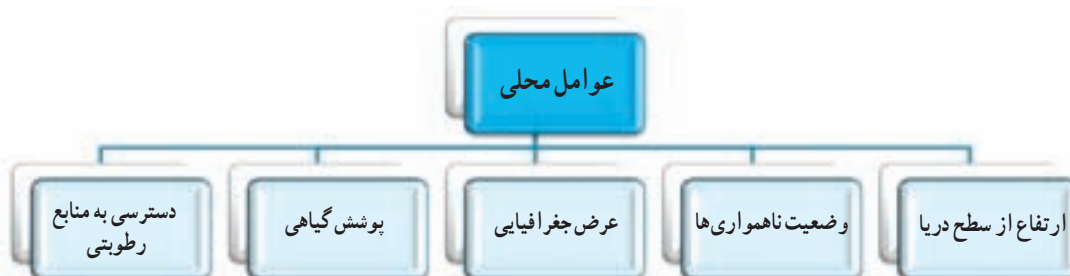 عوامل محلی
ارتفاع از سطح دریا
وضعیت ناهمواری‌ها
عرض جغرافیایی
پوشش گیاهی
دسترسی به منابع
رطوبتی